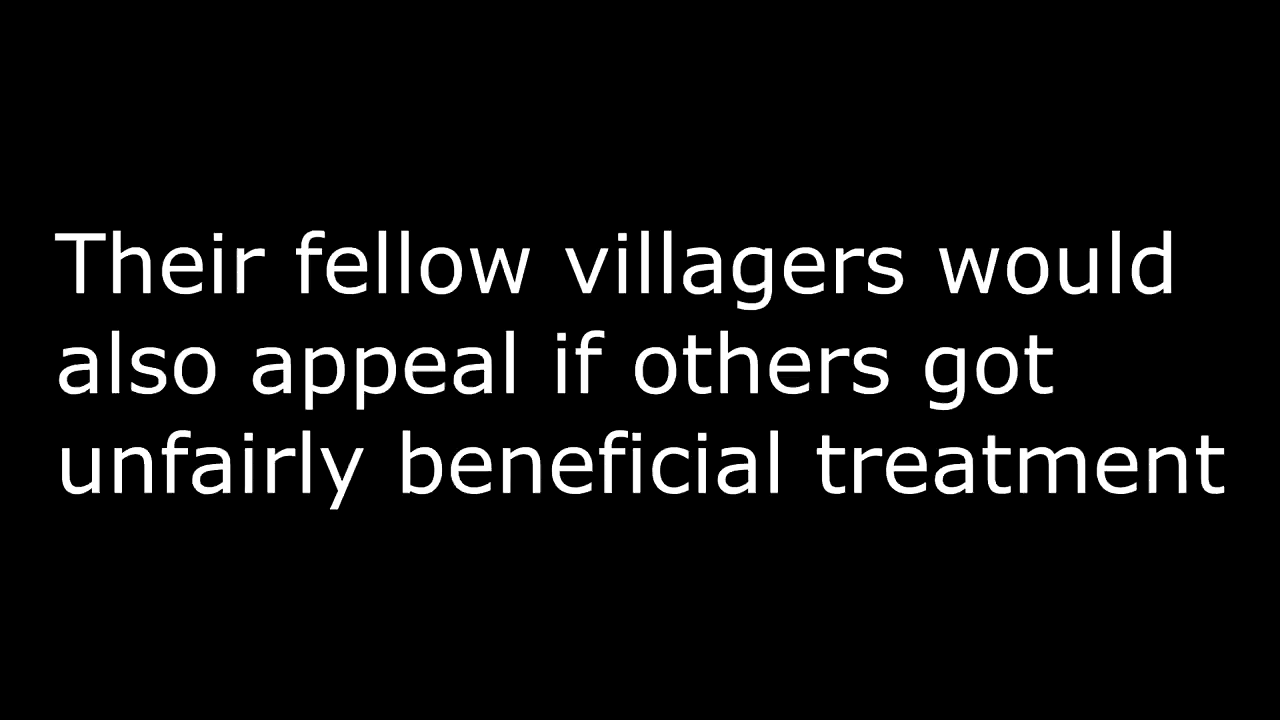 Their fellow villagers would
also appeal if others got
unfairly beneficial treatment